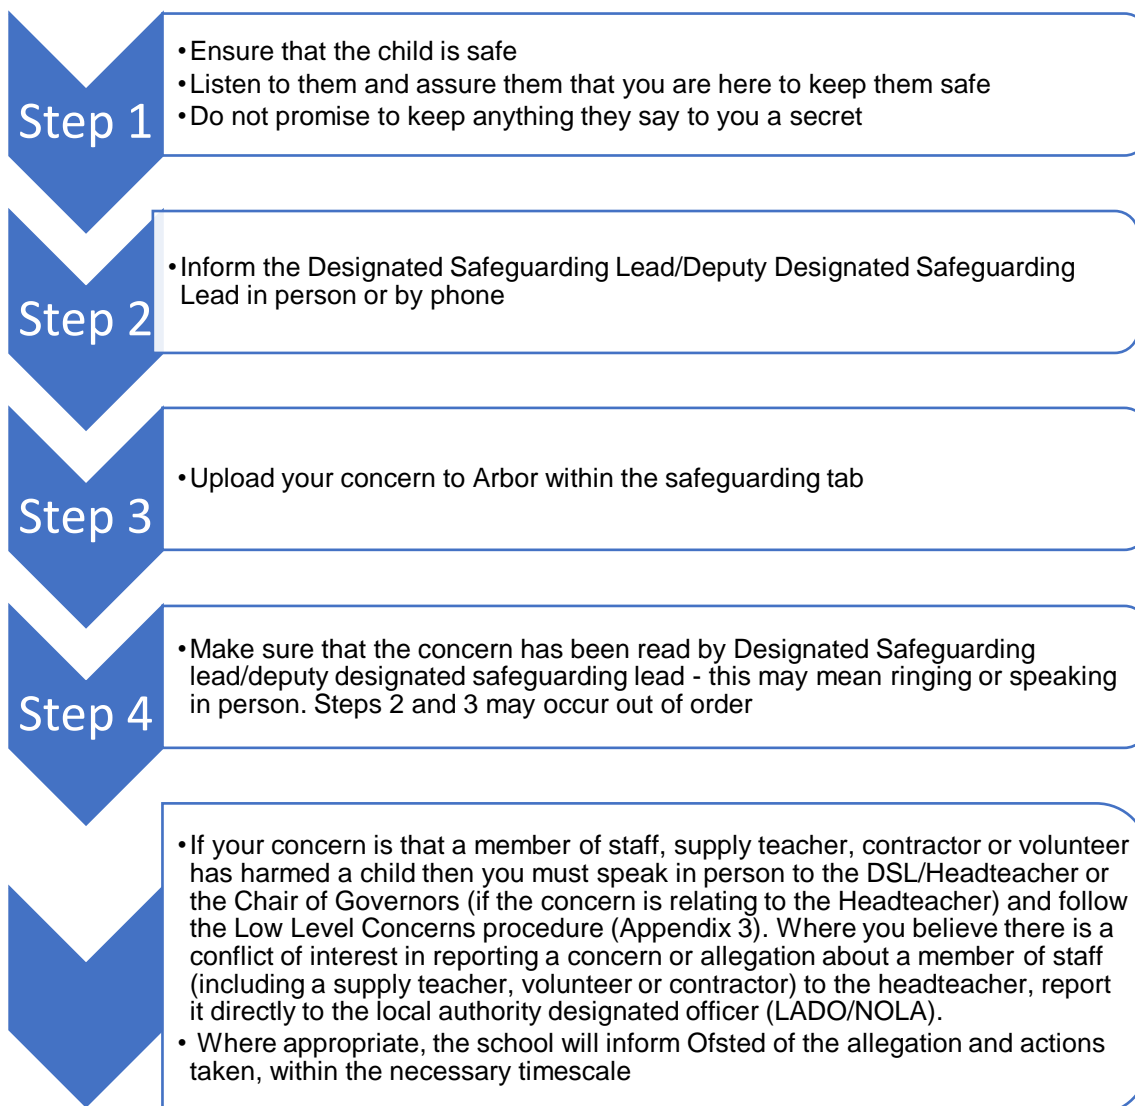 Step 1
•Ensure that the child is safe
•Listen to them and assure them that you are here to keep them safe
•Do not promise to keep anything they say to you a secret
Step 2
•Inform the Designated Safeguarding Lead/Deputy Designated Safeguarding
Lead in person or by phone
Step 3
•Upload your concern to Arbor within the safeguarding tab
Step 4
•Make sure that the concern has been read by Designated Safeguarding
lead/deputy designated safeguarding lead - this may mean ringing or speaking
in person. Steps 2 and 3 may occur out of order
•If your concern is that a member of staff, supply teacher, contractor or volunteer
has harmed a child then you must speak in person to the DSL/Headteacher or
the Chair of Governors (if the concern is relating to the Headteacher) and follow
the Low Level Concerns procedure (Appendix 3). Where you believe there is a
conflict of interest in reporting a concern or allegation about a member of staff
(including a supply teacher, volunteer or contractor) to the headteacher, report
it directly to the local authority designated officer (LADO/NOLA).
• Where appropriate, the school will inform Ofsted of the allegation and actions
taken, within the necessary timescale